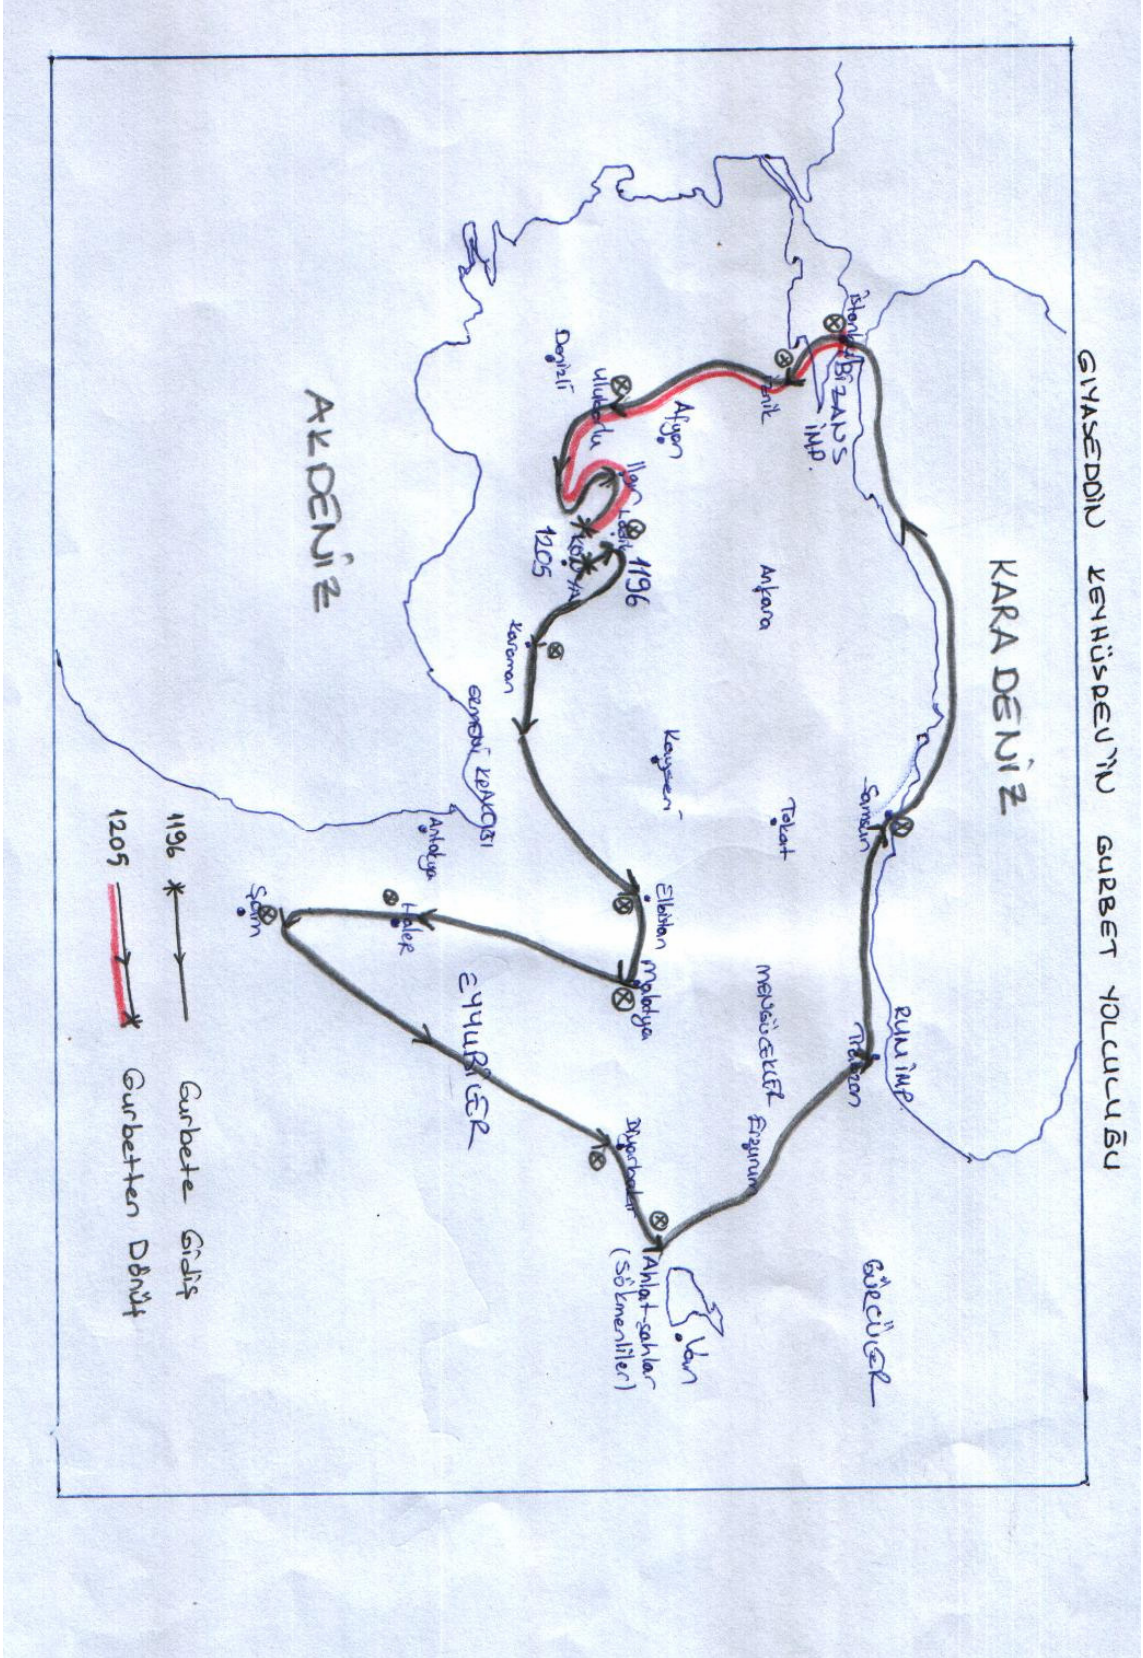 GIYASEDDİN KEYHÜSREV'İN GURBET YOLCULUĞU
KARADENİZ
GÜRCÜLER
RUM İMP.
Trabzon
Samsun
İstanbul
BİZANS
İMP.
İznik
Tokat
Ankara
MENGÜCEKLER
Erzurum
Kayseri
Afyon
Van
Ahlat-şahlar
(Sökmenliler)
Elbistan
Malatya
Diyarbakır
Ilgın
Ladik
1196
Uluborlu
Denizli
KONYA
1205
Karaman
ERMENİ KRALLIĞI
EYYUBİLER
Antakya
Halep
Şam
AKDENİZ
1196 Gurbete Gidiş
1205 Gurbetten Dönüş